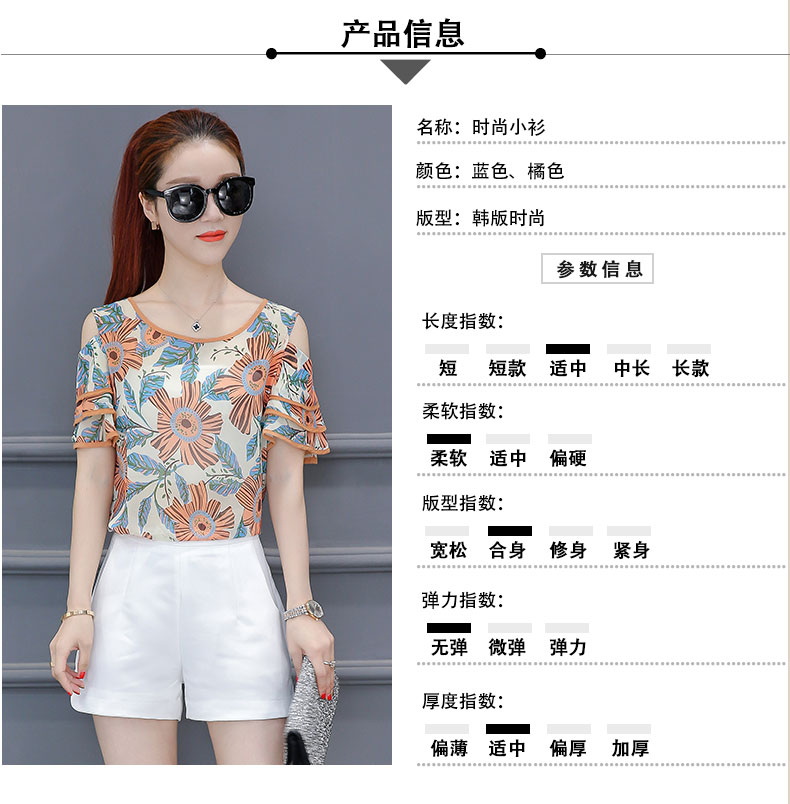 产品信息
名称：时尚小衫
颜色：蓝色、橘色
版型：韩版时尚
参数信息
长度指数：
短 短款 适中 中长 长款
柔软指数：
柔软 适中 偏硬
版型指数：
宽松 合身 修身 紧身
弹力指数：
无弹 微弹 弹力
厚度指数：
偏薄 适中 偏厚 加厚